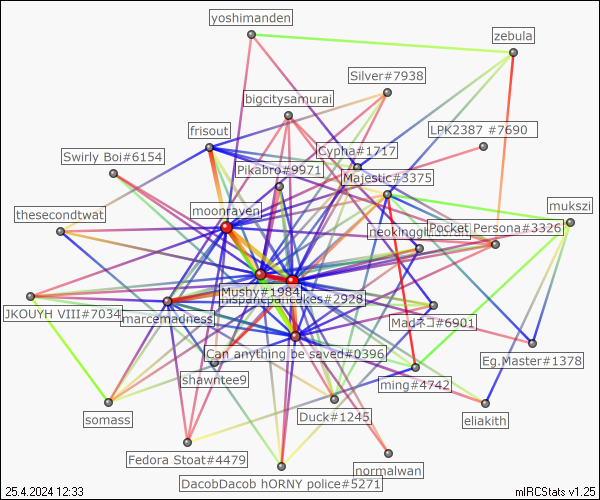 yoshimanden
zebula
Silver#7938
bigcitysamurai
LPK2387 #7690
frisout
Cypha#1717
Swirly Boi#6154
Pikabro#9971
Majestic#3375
moonraven
mukszi
thesecondtwat
Pocket Persona#3326
Mushy#1984
hispanicpancakes#2928
JKOUYH VIII#7034
marcemadness
Madネコ#6901
Can anything be saved#0396
Eg.Master#1378
shawntee9
ming#4742
somass
Duck#1245
eliakith
Fedora Stoat#4479
normalwan
DacobDacob hORNY police#5271
25.4.2024 12:33
mIRCStats v1.25